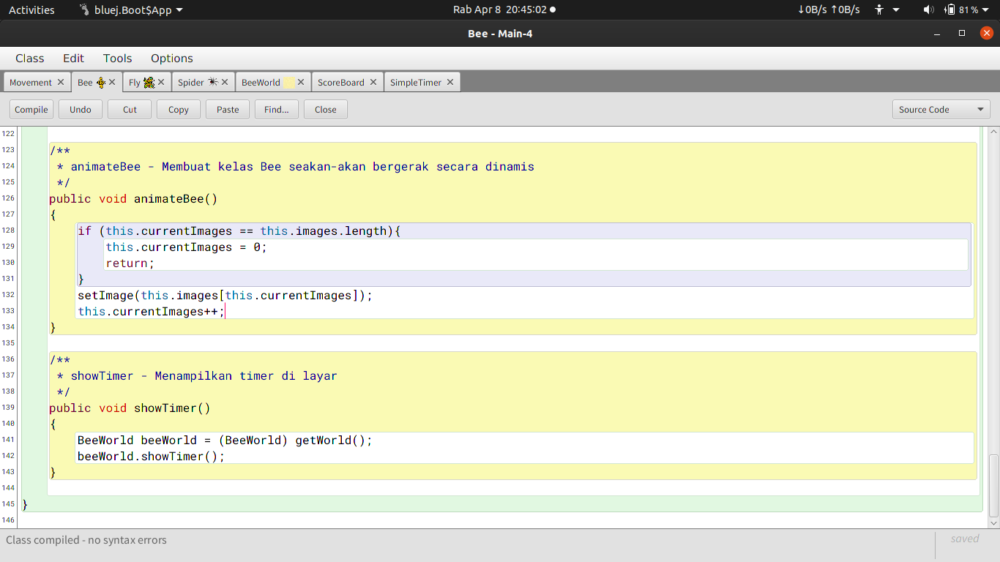 Activities bluej.Boot$App Rab Apr 8 20:45:02 ↓0B/s ↑0B/s 81%
Bee - Main-4
Class Edit Tools Options
Movement Bee Fly Spider BeeWorld ScoreBoard SimpleTimer
Compile Undo Cut Copy Paste Find... Close Source Code
122
123 /**
124 * animateBee - Membuat kelas Bee seakan-akan bergerak secara dinamis
125 */
126 public void animateBee()
127 {
128 if (this.currentImages == this.images.length){
129 this.currentImages = 0;
130 return;
131 }
132 setImage(this.images[this.currentImages]);
133 this.currentImages++;
134 }
135
136 /**
137 * showTimer - Menampilkan timer di layar
138 */
139 public void showTimer()
140 {
141 BeeWorld beeWorld = (BeeWorld) getWorld();
142 beeWorld.showTimer();
143 }
144
145 }
146
Class compiled - no syntax errors saved